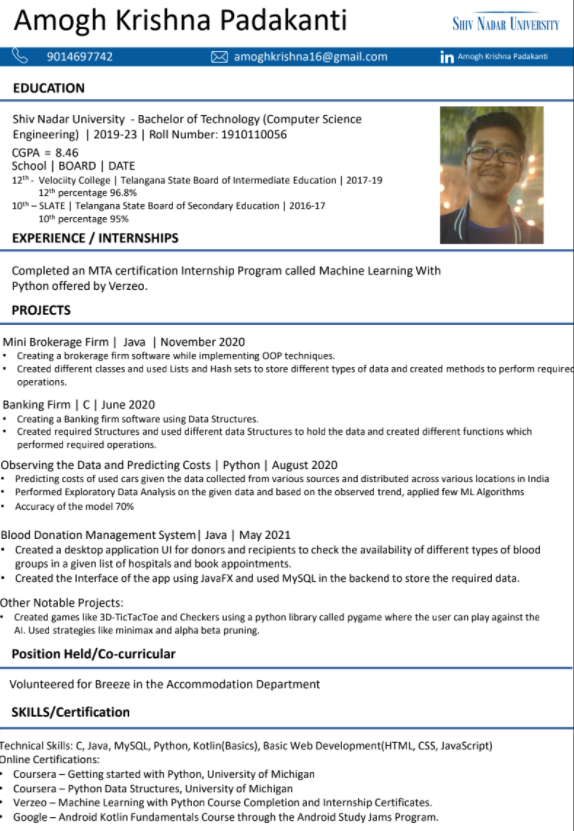 Amogh Krishna Padakanti
SHIV NADAR UNIVERSITY
9014697742
amoghkrishna16@gmail.com
in Amogh Krishna Padakanti
EDUCATION
Shiv Nadar University - Bachelor of Technology (Computer Science
Engineering) | 2019-23 | Roll Number: 1910110056
CGPA = 8.46
School | BOARD | DATE
12th - Velociity College | Telangana State Board of Intermediate Education | 2017-19
12th percentage 96.8%
10th – SLATE | Telangana State Board of Secondary Education | 2016-17
10th percentage 95%
EXPERIENCE / INTERNSHIPS
Completed an MTA certification Internship Program called Machine Learning With
Python offered by Verzeo.
PROJECTS
Mini Brokerage Firm | Java | November 2020
• Creating a brokerage firm software while implementing OOP techniques.
• Created different classes and used Lists and Hash sets to store different types of data and created methods to perform required
operations.
Banking Firm | C | June 2020
• Creating a Banking firm software using Data Structures.
• Created required Structures and used different data Structures to hold the data and created different functions which
performed required operations.
Observing the Data and Predicting Costs | Python | August 2020
• Predicting costs of used cars given the data collected from various sources and distributed across various locations in India
• Performed Exploratory Data Analysis on the given data and based on the observed trend, applied few ML Algorithms
• Accuracy of the model 70%
Blood Donation Management System| Java | May 2021
• Created a desktop application UI for donors and recipients to check the availability of different types of blood
groups in a given list of hospitals and book appointments.
• Created the Interface of the app using JavaFX and used MySQL in the backend to store the required data.
Other Notable Projects:
• Created games like 3D-TicTacToe and Checkers using a python library called pygame where the user can play against the
AI. Used strategies like minimax and alpha beta pruning.
Position Held/Co-curricular
Volunteered for Breeze in the Accommodation Department
SKILLS/Certification
Technical Skills: C, Java, MySQL, Python, Kotlin(Basics), Basic Web Development(HTML, CSS, JavaScript)
Online Certifications:
• Coursera – Getting started with Python, University of Michigan
• Coursera – Python Data Structures, University of Michigan
• Verzeo – Machine Learning with Python Course Completion and Internship Certificates.
• Google – Android Kotlin Fundamentals Course through the Android Study Jams Program.